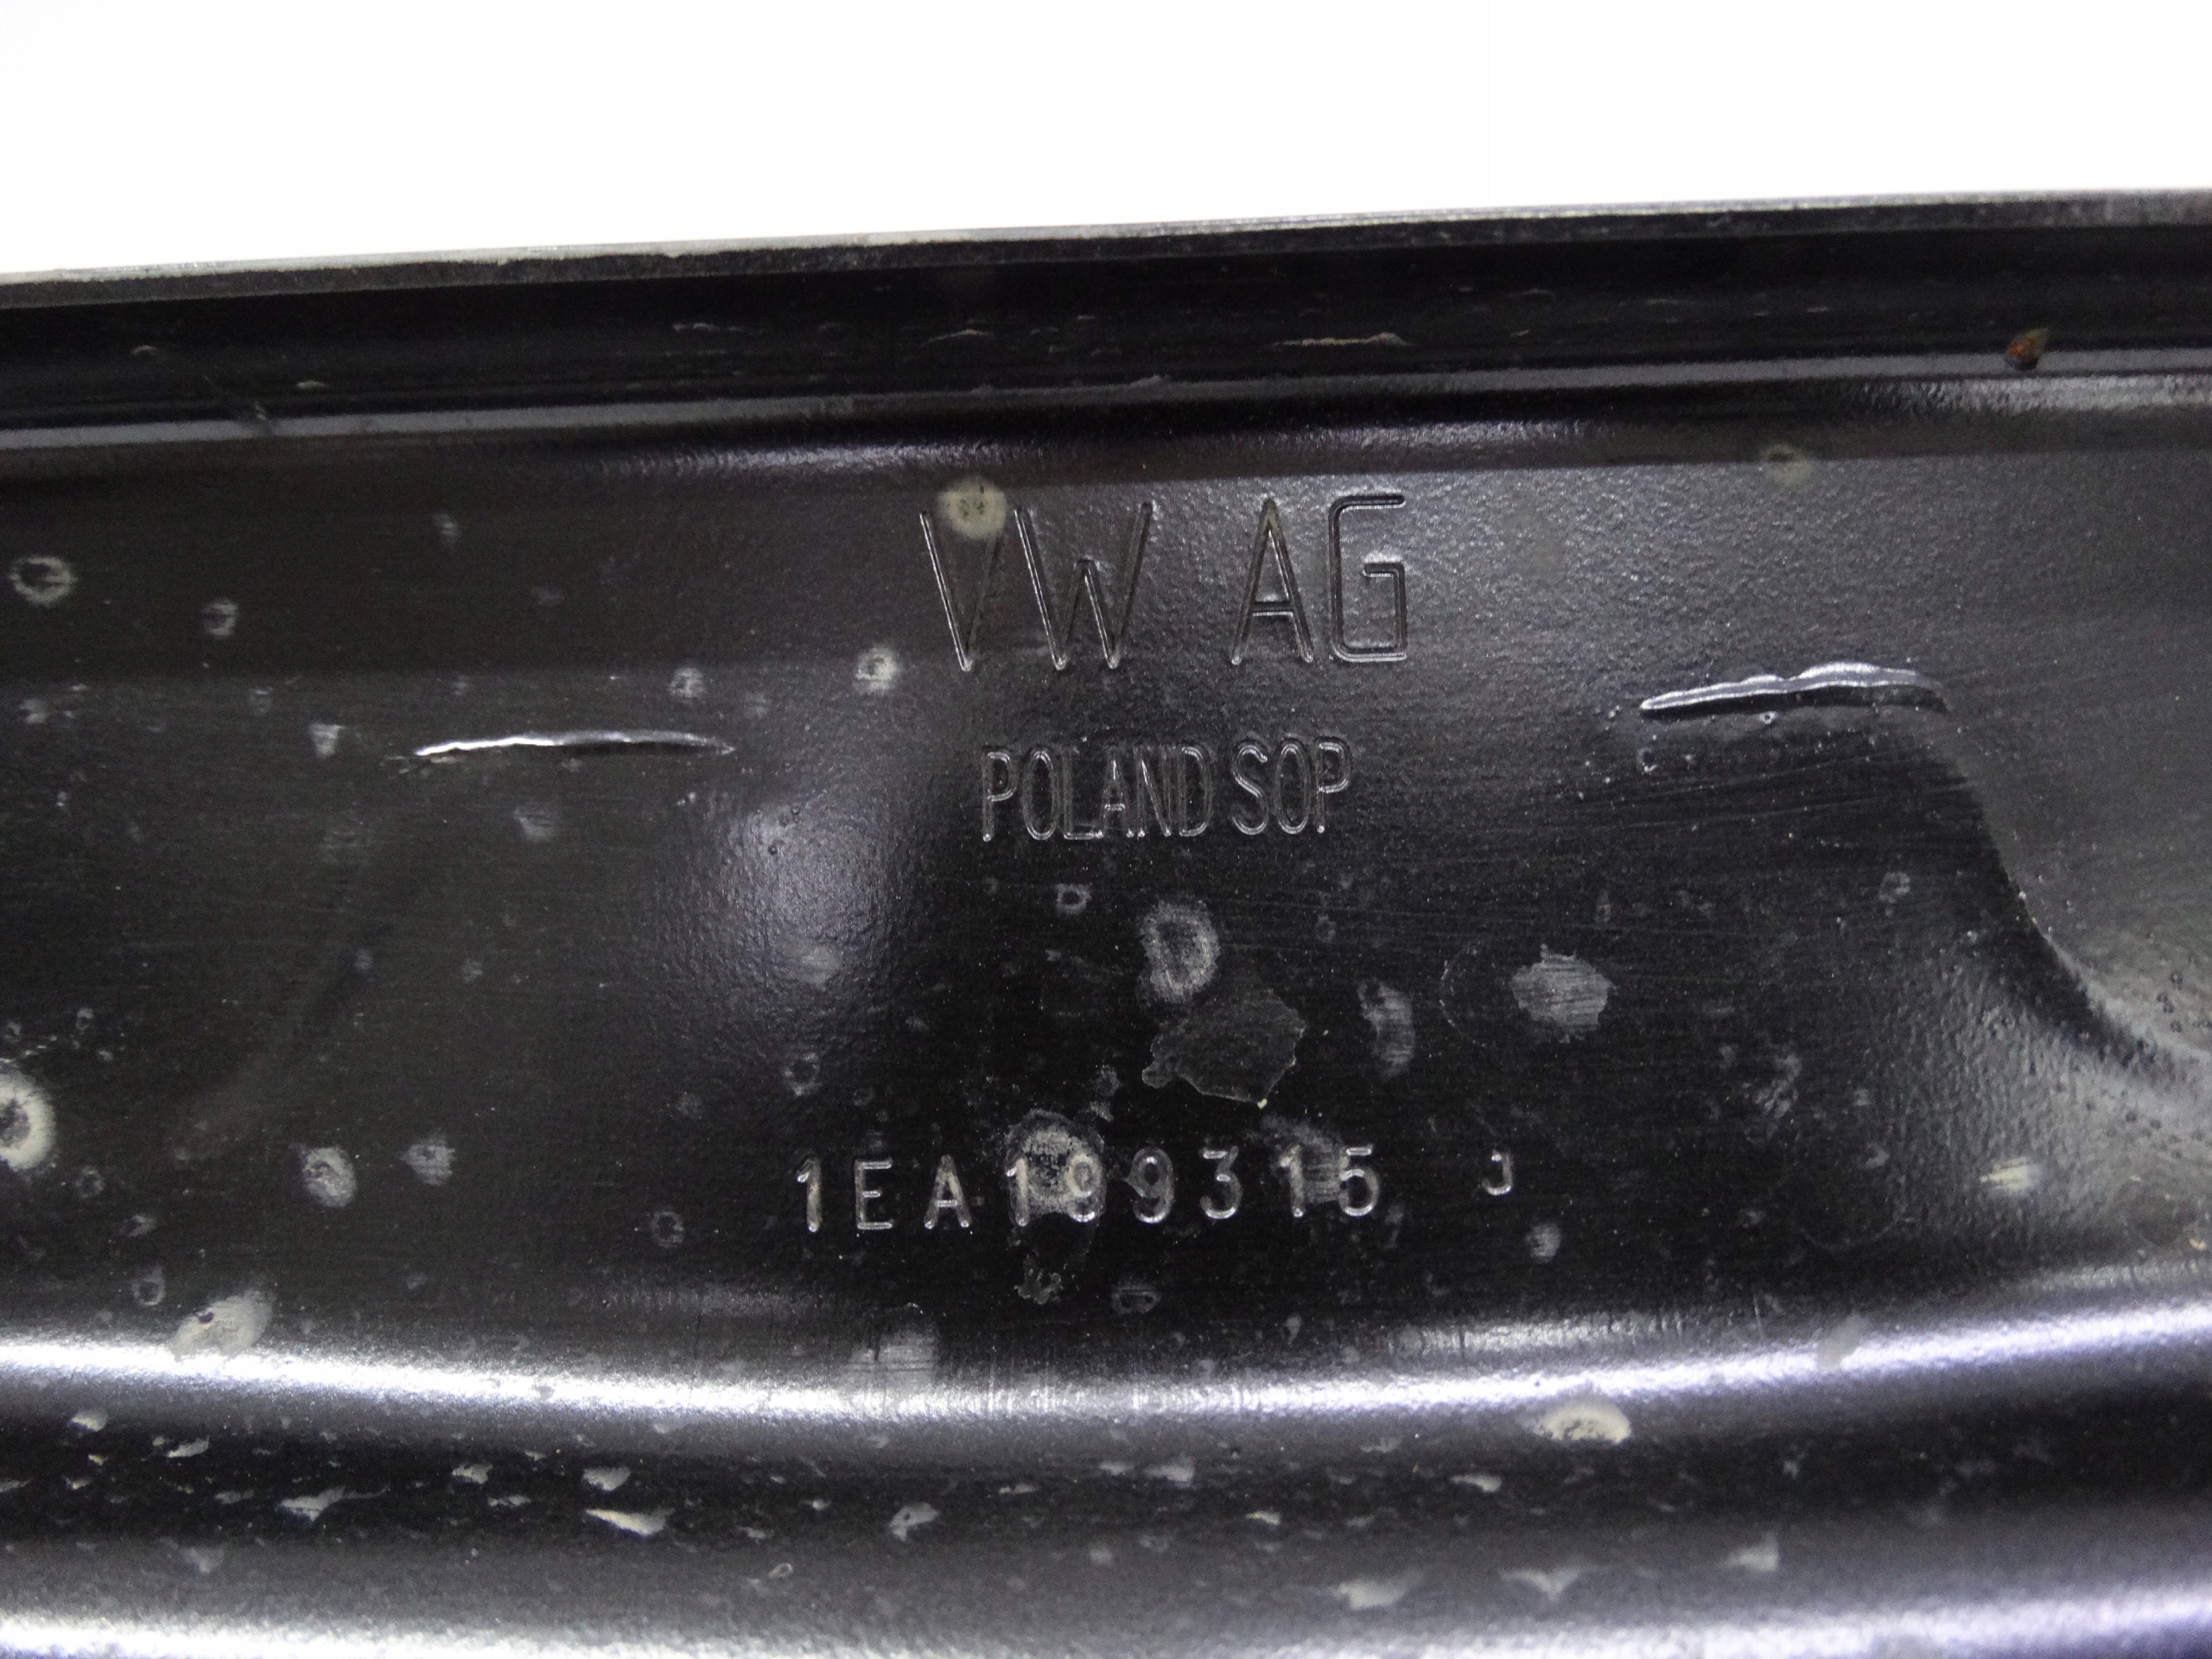 VW AG
POLAND SOP
1EA199315 J